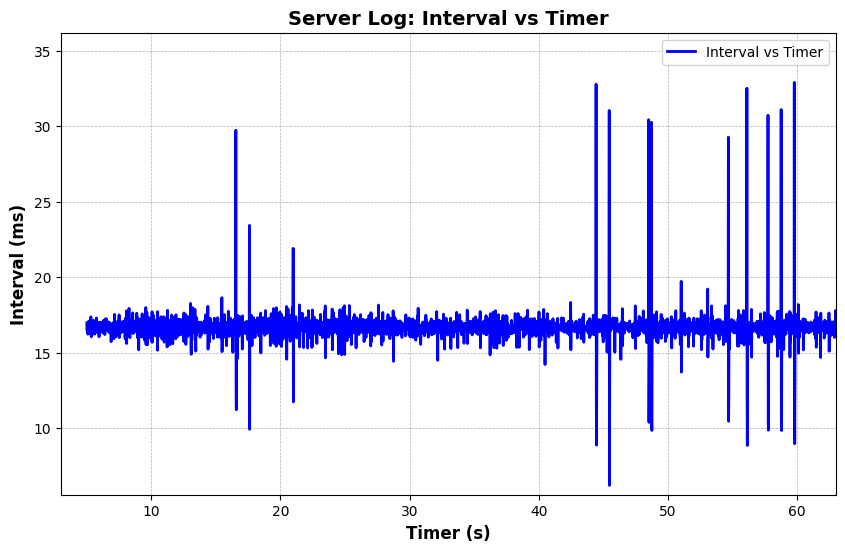 Server Log: Interval vs Timer
Interval vs Timer
35
30
25
20
15
10
Interval (ms)
10 20 30 40 50 60
Timer (s)